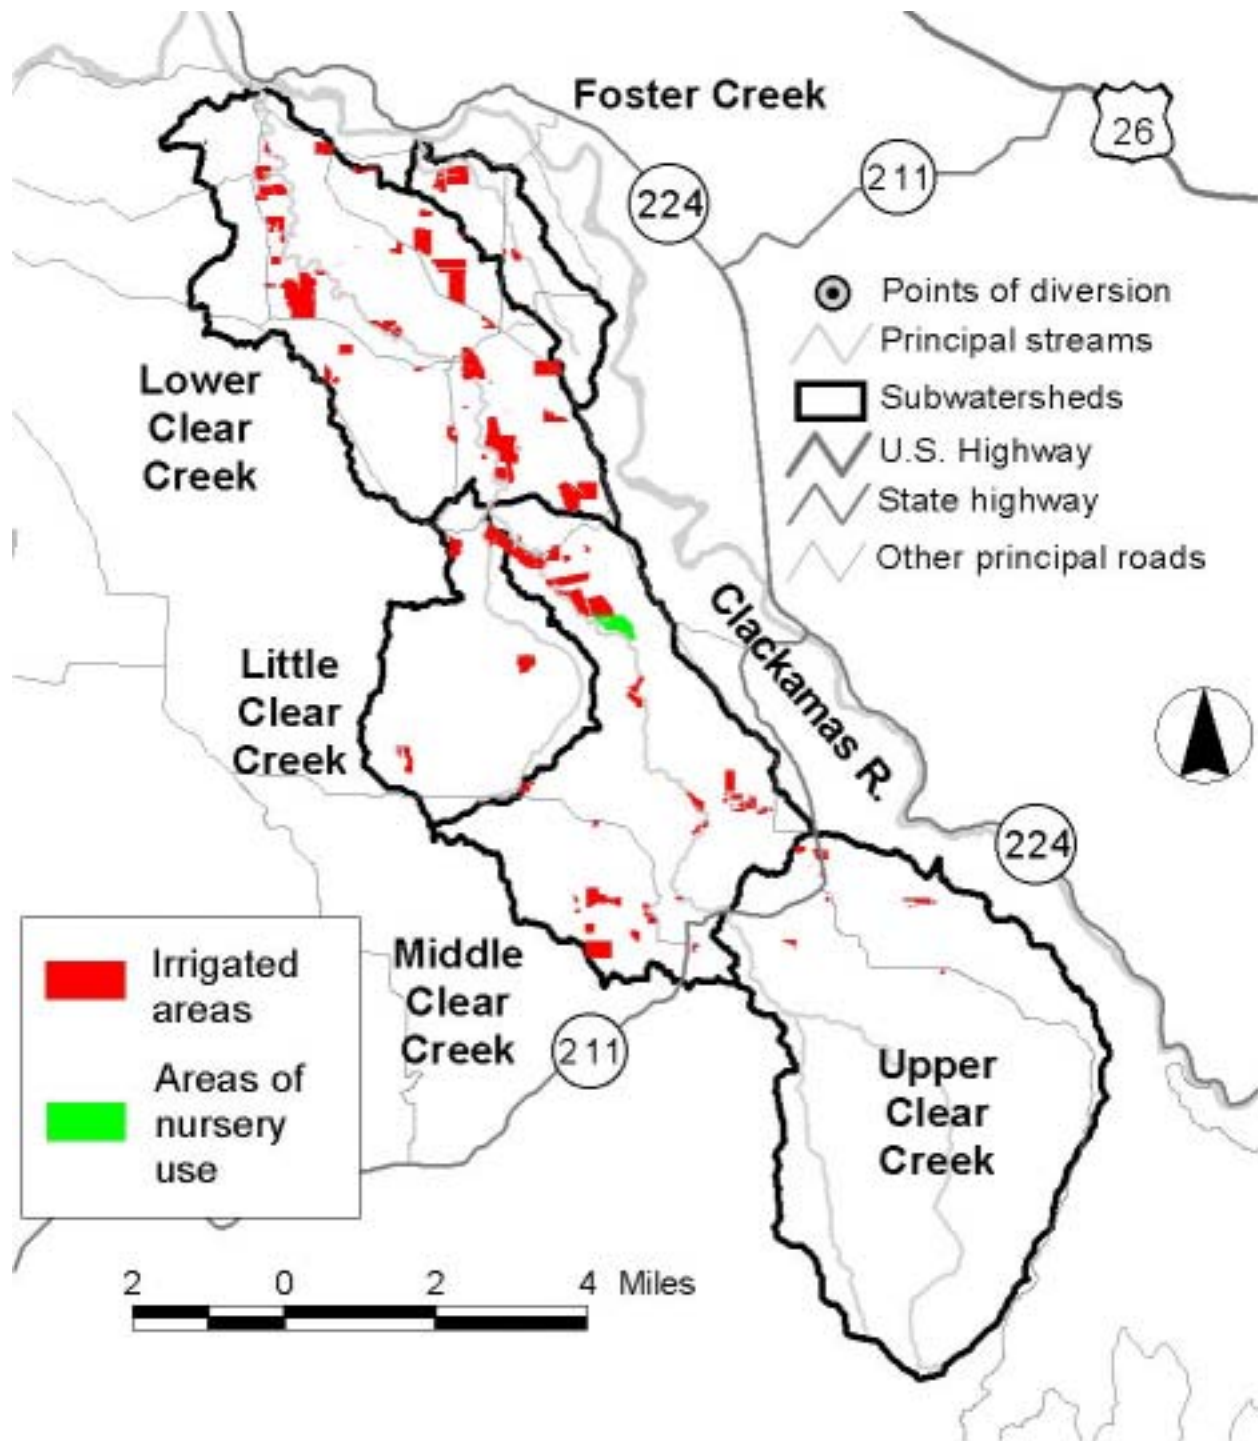 Foster Creek
26
211
224
Points of diversion
Principal streams
Subwatersheds
U.S. Highway
State highway
Other principal roads
Lower
Clear
Creek
Clackamas R.
Little
Clear
Creek
224
Irrigated
areas
Areas of
nursery
use
Middle
Clear
Creek
211
Upper
Clear
Creek
2 0 2 4 Miles